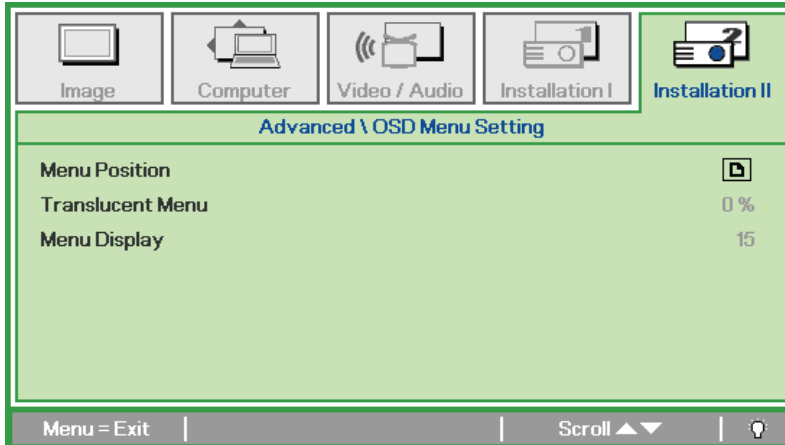 Image Computer Video / Audio Installation I Installation II
Advanced \ OSD Menu Setting
Menu Position
Translucent Menu 0 %
Menu Display 15
Menu = Exit Scroll ▲▼